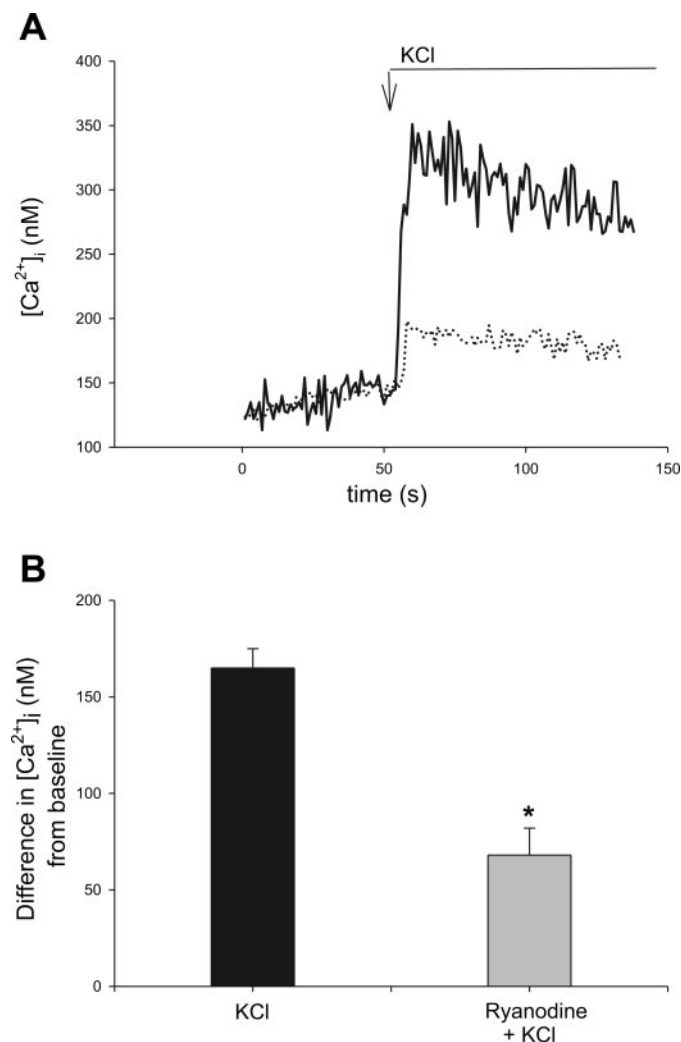 A
KCl
400
350
300
250
200
150
100
[Ca²⁺]ᵢ (nM)
0 50 100 150
time (s)
B
200
150
100
50
0
Difference in [Ca²⁺]ᵢ (nM)
from baseline
*
KCl
Ryanodine
+ KCl